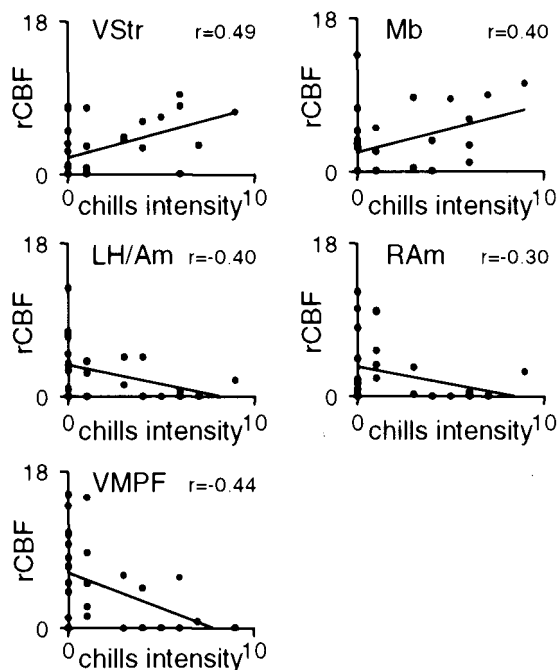 18
VStr r=0.49
rCBF
0
0 10
chills intensity
18
Mb r=0.40
rCBF
0
0 10
chills intensity
18
LH/Am r=-0.40
rCBF
0
0 10
chills intensity
18
RAm r=-0.30
rCBF
0
0 10
chills intensity
18
VMPF r=-0.44
rCBF
0
0 10
chills intensity